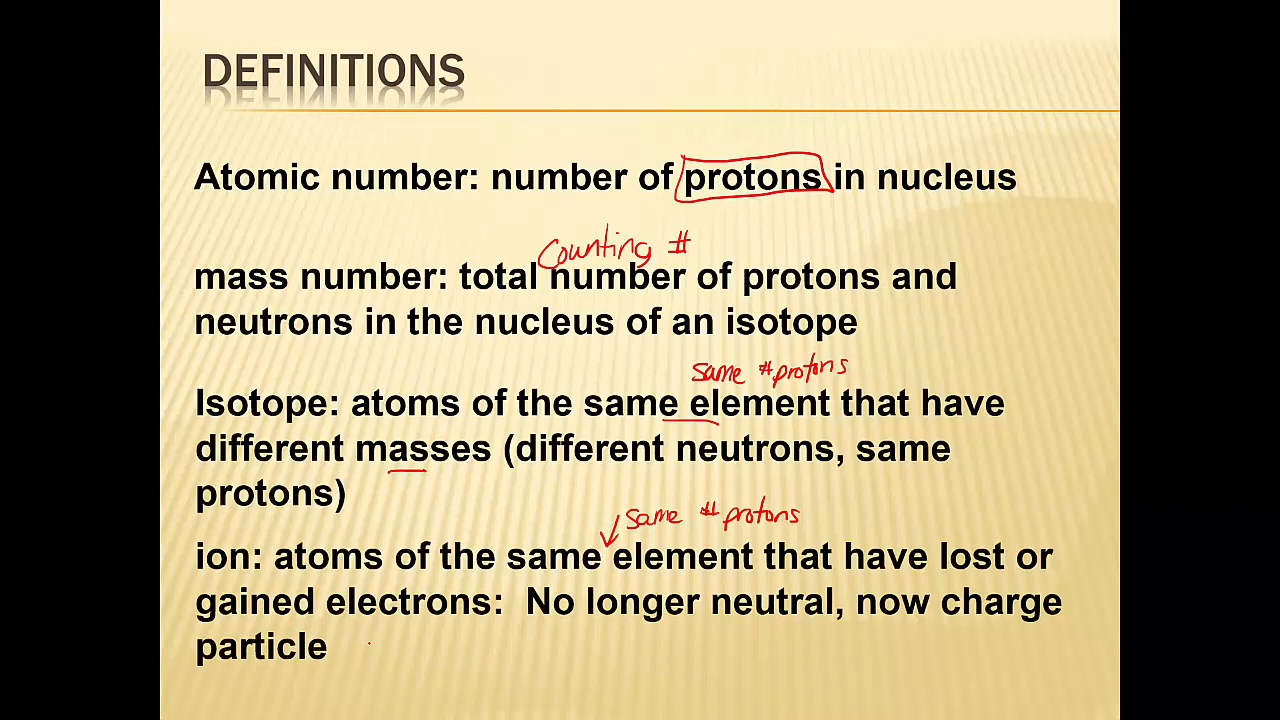 DEFINITIONS
Atomic number: number of protons in nucleus
Counting #
mass number: total number of protons and
neutrons in the nucleus of an isotope
same # protons
Isotope: atoms of the same element that have
different masses (different neutrons, same
protons)
same # protons
ion: atoms of the same element that have lost or
gained electrons:  No longer neutral, now charge
particle